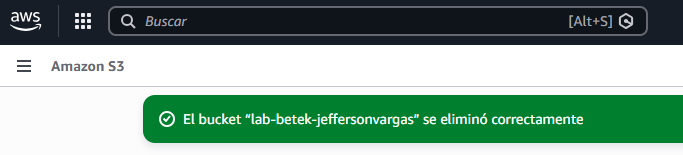 aws
Buscar
[Alt+S]
Amazon S3
El bucket “lab-betek-jeffersonvargas” se eliminó correctamente